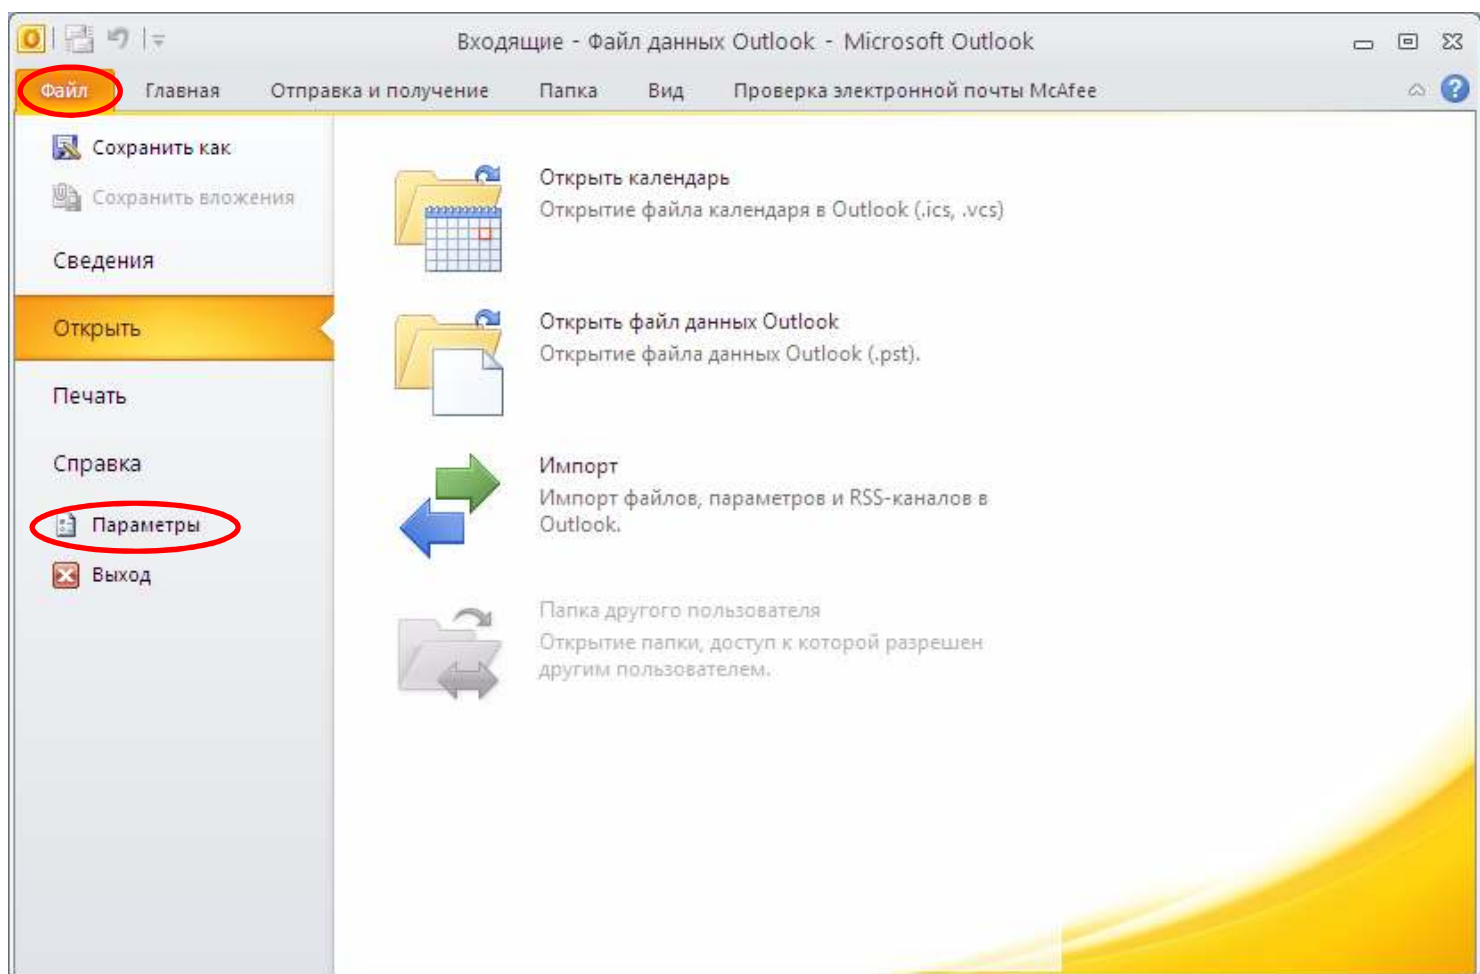 Входящие - Файл данных Outlook - Microsoft Outlook
Файл Главная Отправка и получение Папка Вид Проверка электронной почты McAfee
Сохранить как
Сохранить вложения
Сведения
Открыть
Печать
Справка
Параметры
Выход
Открыть календарь
Открытие файла календаря в Outlook (.ics, .vcs)
Открыть файл данных Outlook
Открытие файла данных Outlook (.pst).
Импорт
Импорт файлов, параметров и RSS-каналов в
Outlook.
Папка другого пользователя
Открытие папки, доступ к которой разрешен
другим пользователем.